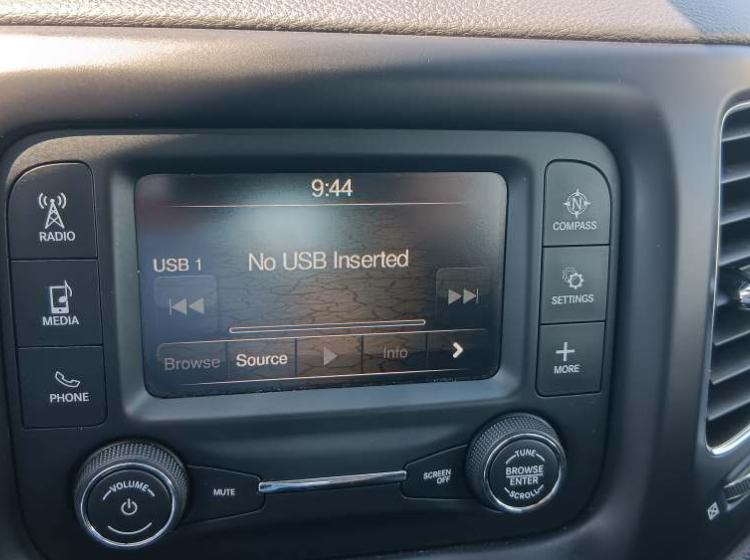 9:44
USB 1
No USB Inserted
Browse
Source
Info
RADIO
MEDIA
PHONE
N
COMPASS
SETTINGS
MORE
VOLUME
MUTE
SCREEN
OFF
TUNE
BROWSE
ENTER
SCROLL